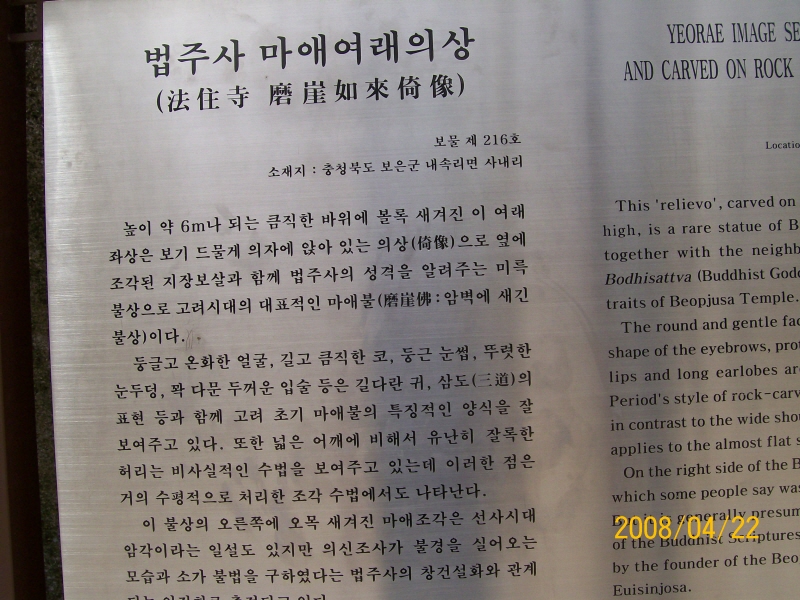 법주사 마애여래의상
(法住寺 磨崖如來倚像)
보물 제 216호
소재지 : 충청북도 보은군 내속리면 사내리
높이 약 6m나 되는 큼직한 바위에 볼록 새겨진 이 여래
좌상은 보기 드물게 의자에 앉아 있는 의상(倚像)으로 옆에
조각된 지장보살과 함께 법주사의 성격을 알려주는 미륵
불상으로 고려시대의 대표적인 마애불(磨崖佛 : 암벽에 새긴
불상)이다.
둥글고 온화한 얼굴, 길고 큼직한 코, 둥근 눈썹, 뚜렷한
눈두덩, 꽉 다문 두꺼운 입술 등은 길다란 귀, 삼도(三道)의
표현 등과 함께 고려 초기 마애불의 특징적인 양식을 잘
보여주고 있다. 또한 넓은 어깨에 비해서 유난히 잘록한
허리는 비사실적인 수법을 보여주고 있는데 이러한 점은
거의 수평적으로 처리한 조각 수법에서도 나타난다.
이 불상의 오른쪽에 오목 새겨진 마애조각은 선사시대
암각이라는 일설도 있지만 의신조사가 불경을 실어오는
모습과 소가 불법을 구하였다는 법주사의 창건설화와 관계
YEORAE IMAGE SE
AND CARVED ON ROCK
Locatio
This 'relievo', carved on
high, is a rare statue of B
together with the neighb
Bodhisattva (Buddhist Godd
traits of Beopjusa Temple.
The round and gentle fac
shape of the eyebrows, prot
lips and long earlobes are
Period's style of rock-carv
in contrast to the wide shou
applies to the almost flat s
On the right side of the B
which some people say was
is generally presum
of the Buddhist Scriptures
by the founder of the Beo
Euisinjosa.
2008/04/22